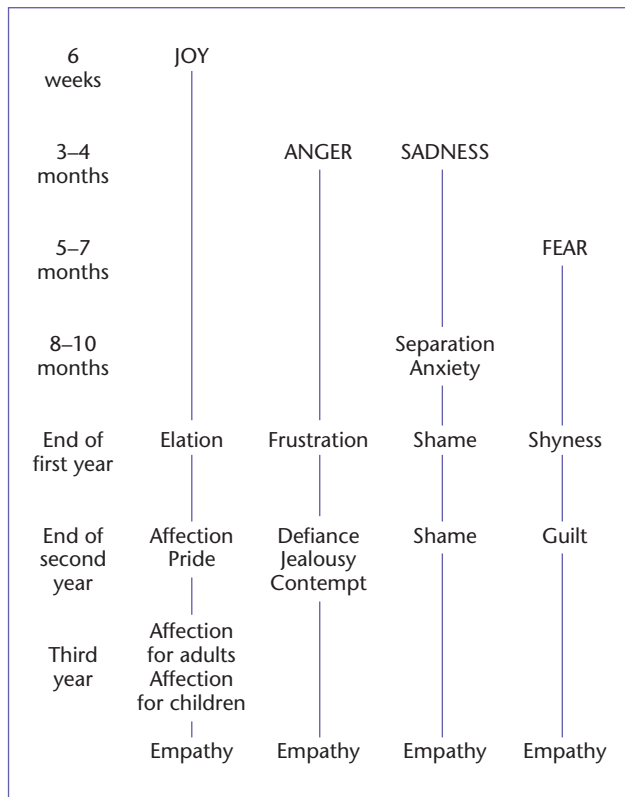 6 JOY
weeks
3–4 ANGER SADNESS
months
5–7 FEAR
months
8–10 Separation
months Anxiety
End of Elation Frustration Shame Shyness
first year
End of Affection Defiance Shame Guilt
second Pride Jealousy
year Contempt
Affection
Third for adults
year Affection
for children
Empathy Empathy Empathy Empathy